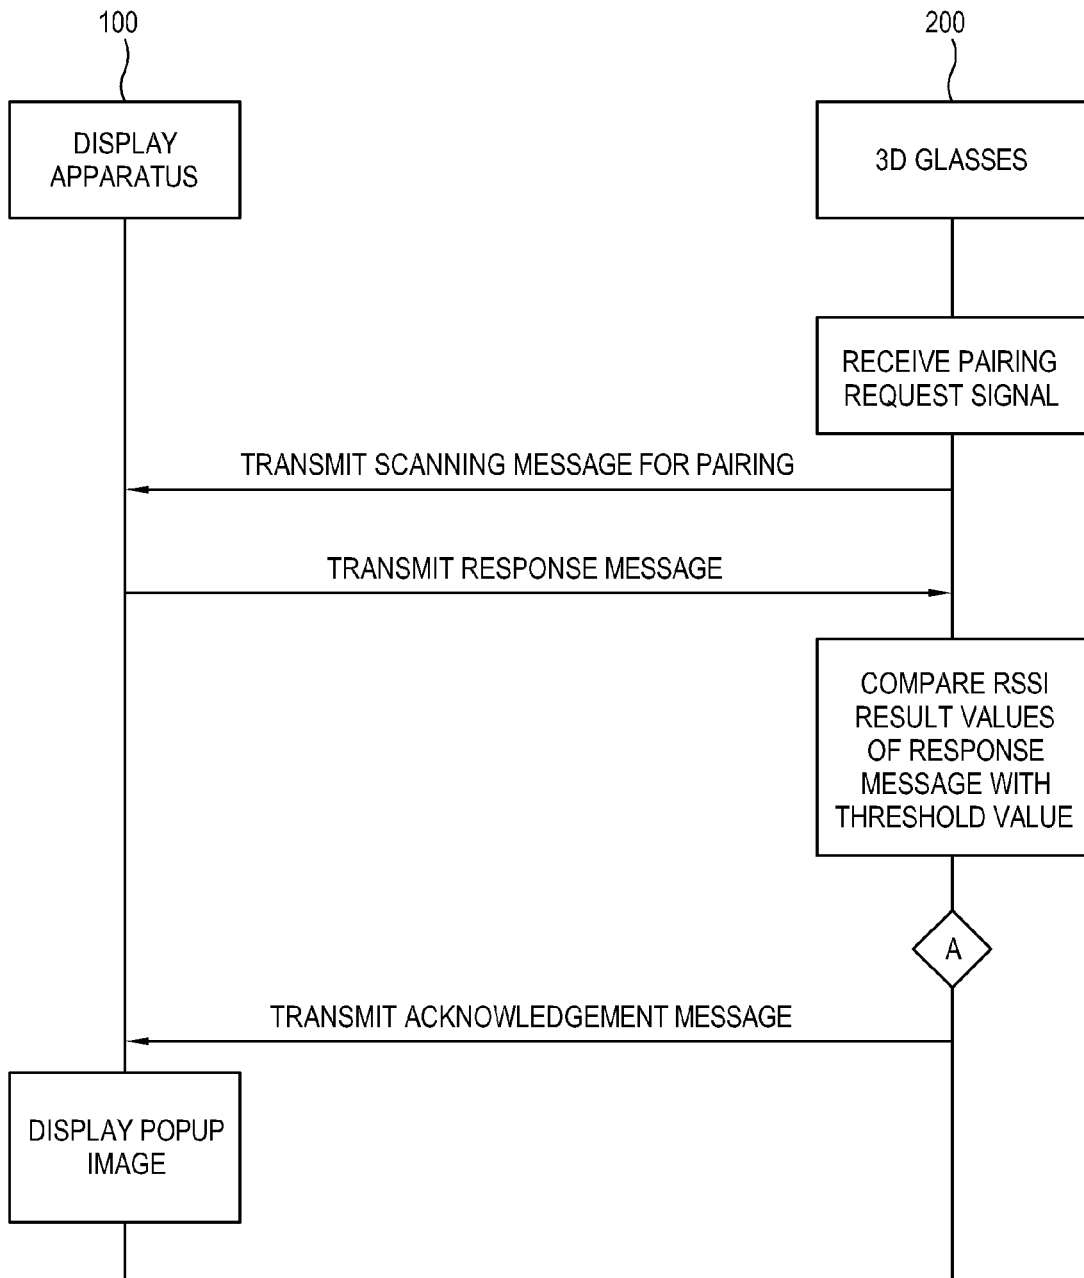 100
200
DISPLAY
APPARATUS
3D GLASSES
RECEIVE PAIRING
REQUEST SIGNAL
TRANSMIT SCANNING MESSAGE FOR PAIRING
TRANSMIT RESPONSE MESSAGE
COMPARE RSSI
RESULT VALUES
OF RESPONSE
MESSAGE WITH
THRESHOLD VALUE
A
TRANSMIT ACKNOWLEDGEMENT MESSAGE
DISPLAY POPUP
IMAGE